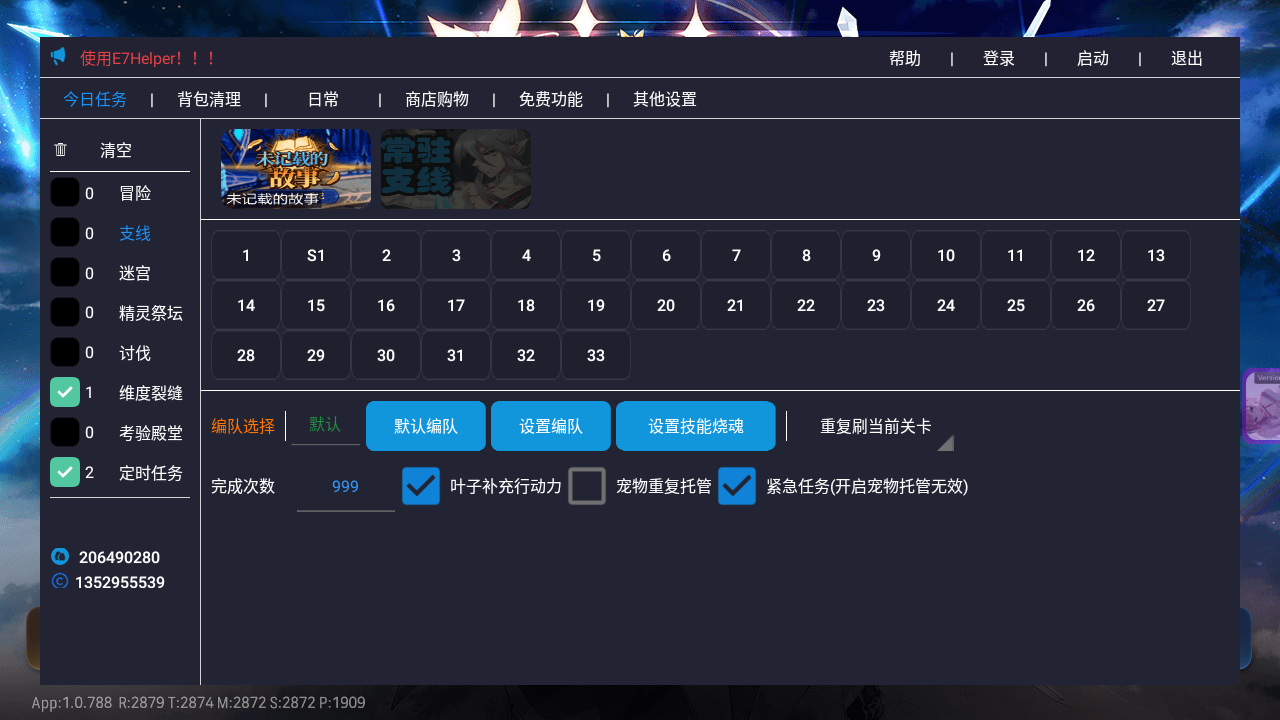 使用E7Helper！！！ 帮助 | 登录 | 启动 | 退出
今日任务 | 背包清理 | 日常 | 商店购物 | 免费功能 | 其他设置
清空
0 冒险
0 支线
0 迷宫
0 精灵祭坛
0 讨伐
1 维度裂缝
0 考验殿堂
2 定时任务
206490280
1352955539
未记载的
故事
未记载的故事
常驻
支线
1 S1 2 3 4 5 6 7 8 9 10 11 12 13
14 15 16 17 18 19 20 21 22 23 24 25 26 27
28 29 30 31 32 33
编队选择 默认 默认编队 设置编队 设置技能烧魂 重复刷当前关卡
完成次数 999 叶子补充行动力 宠物重复托管 紧急任务(开启宠物托管无效)
Version
App:1.0.788 R:2879 T:2874 M:2872 S:2872 P:1909